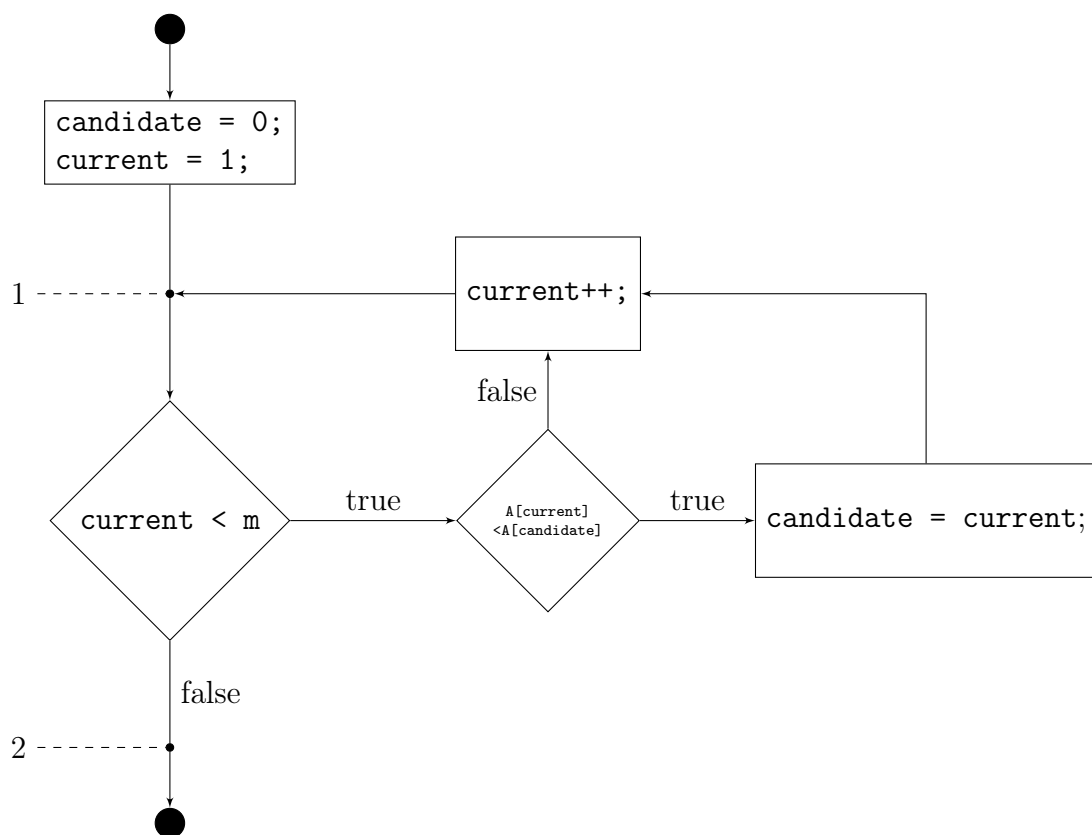 candidate = 0;
current = 1;
1
current++;
false
current < m
true
A[current]
<A[candidate]
true
candidate = current;
false
2